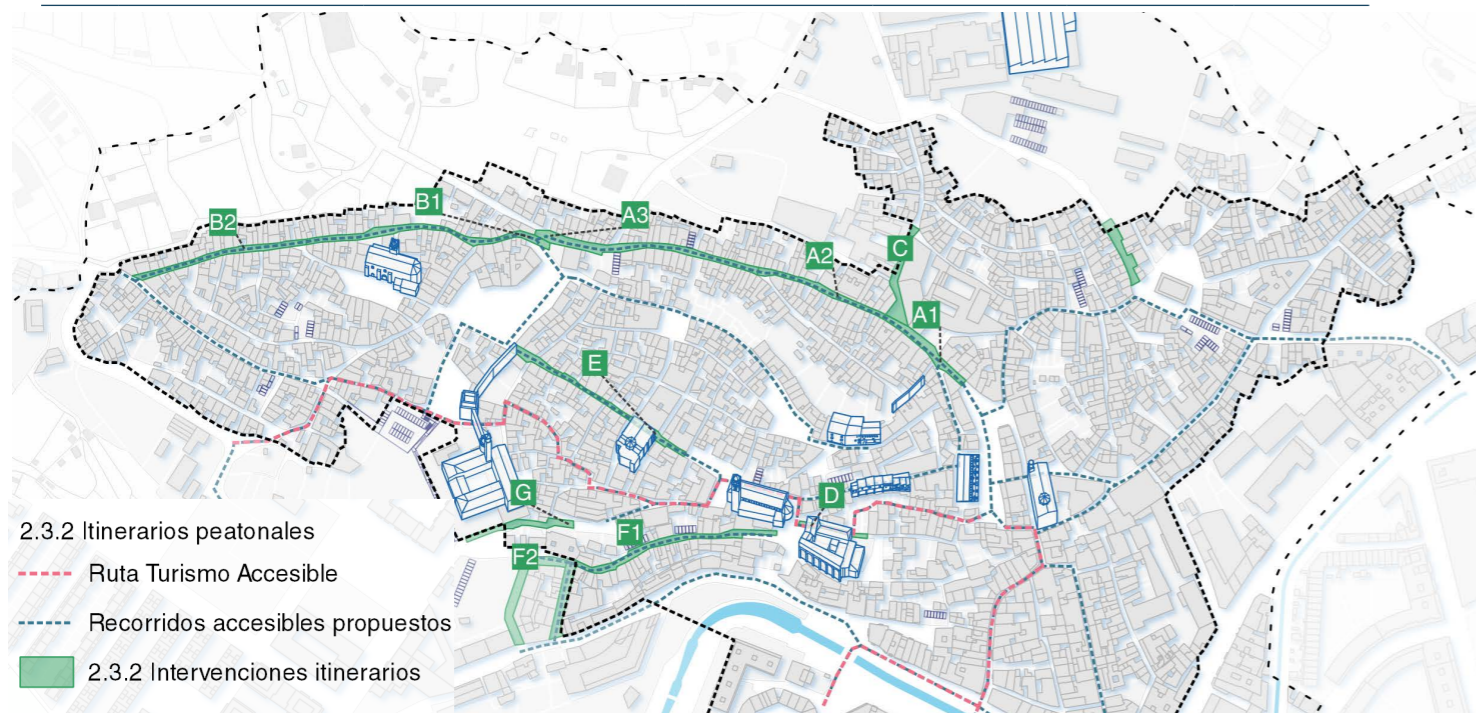 B2
B1
A3
A2
C
A1
E
G
D
F1
F2
2.3.2 Itinerarios peatonales
Ruta Turismo Accesible
Recorridos accesibles propuestos
2.3.2 Intervenciones itinerarios